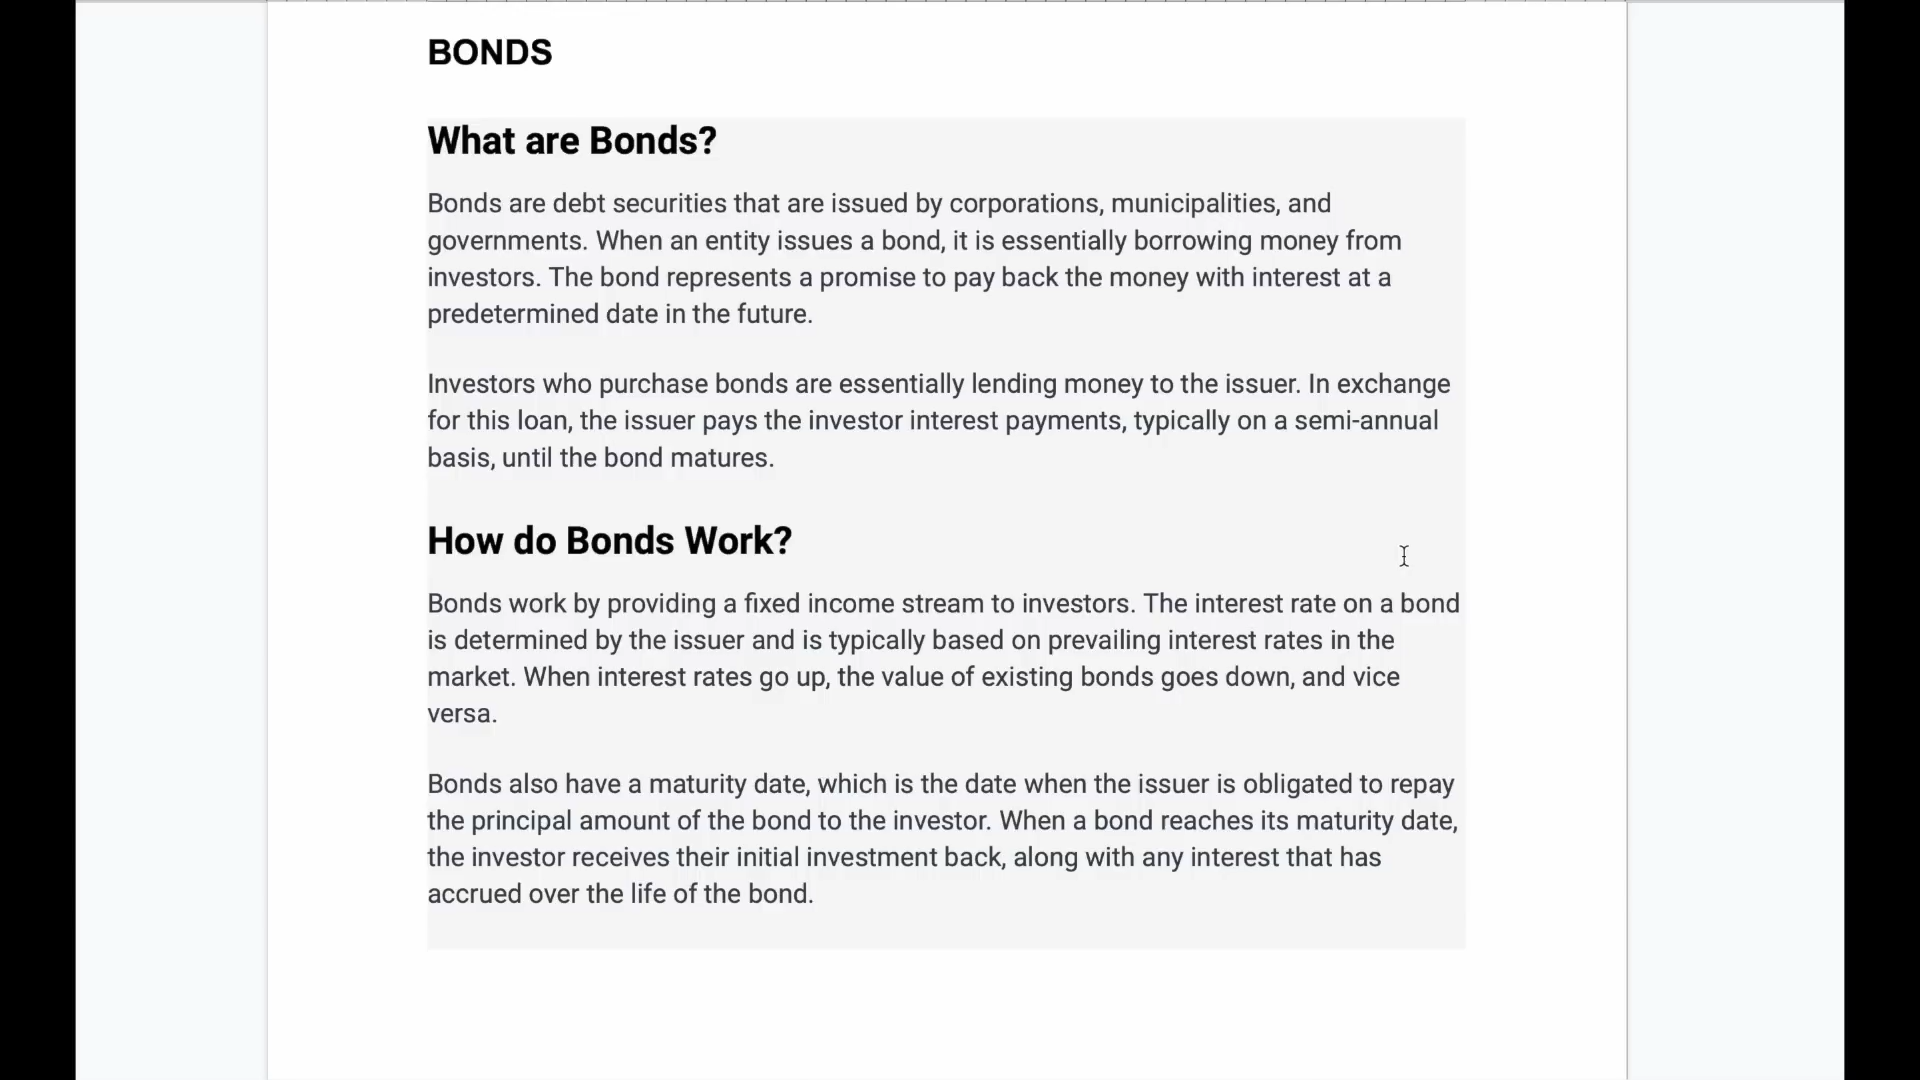 BONDS
What are Bonds?
Bonds are debt securities that are issued by corporations, municipalities, and
governments. When an entity issues a bond, it is essentially borrowing money from
investors. The bond represents a promise to pay back the money with interest at a
predetermined date in the future.
Investors who purchase bonds are essentially lending money to the issuer. In exchange
for this loan, the issuer pays the investor interest payments, typically on a semi-annual
basis, until the bond matures.
How do Bonds Work?
Bonds work by providing a fixed income stream to investors. The interest rate on a bond
is determined by the issuer and is typically based on prevailing interest rates in the
market. When interest rates go up, the value of existing bonds goes down, and vice
versa.
Bonds also have a maturity date, which is the date when the issuer is obligated to repay
the principal amount of the bond to the investor. When a bond reaches its maturity date,
the investor receives their initial investment back, along with any interest that has
accrued over the life of the bond.